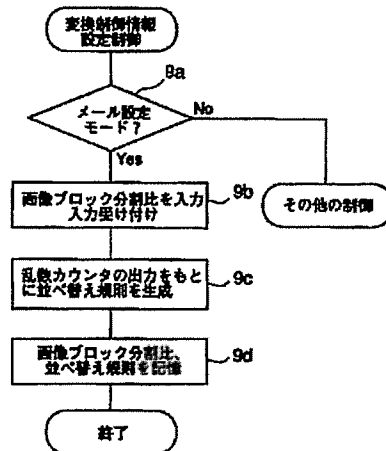 変換制御情報
設定制御
9a
メール設定
モード?
No
Yes
画像ブロック分割比を入力
入力受け付け
9b
その他の制御
乱数カウンタの出力をもと
に並べ替え規則を生成
9c
画像ブロック分割比、
並べ替え規則を記憶
9d
終了